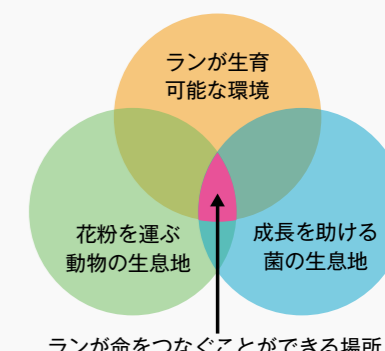 ランが生育
可能な環境
花粉を運ぶ
動物の生息地
成長を助ける
菌の生息地
ランが命をつなぐことができる場所